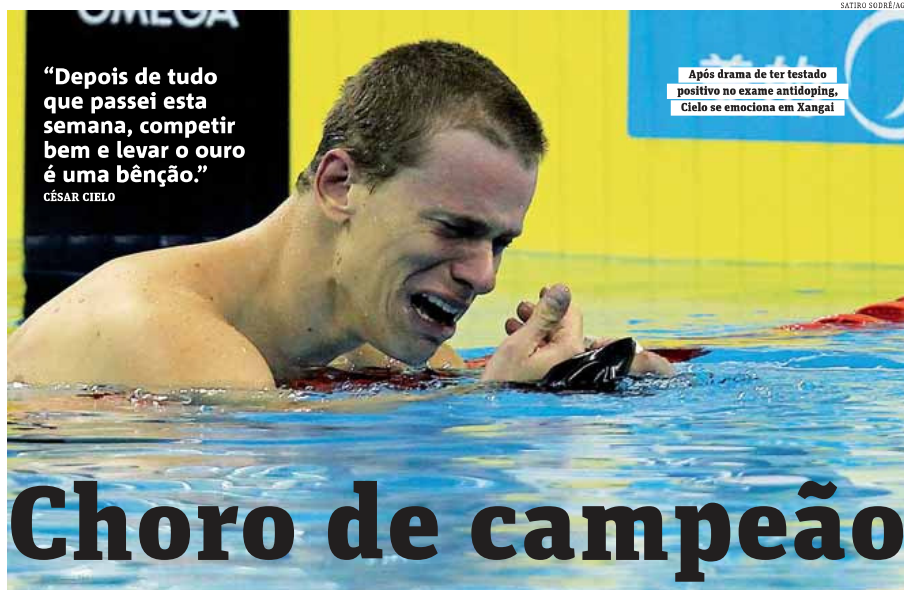 SATIRO SODRÉ/AG
OMEGA
“Depois de tudo
que passei esta
semana, competir
bem e levar o ouro
é uma bênção.”
CÉSAR CIELO
Após drama de ter testado
positivo no exame antidoping,
Cielo se emociona em Xangai
Choro de campeão